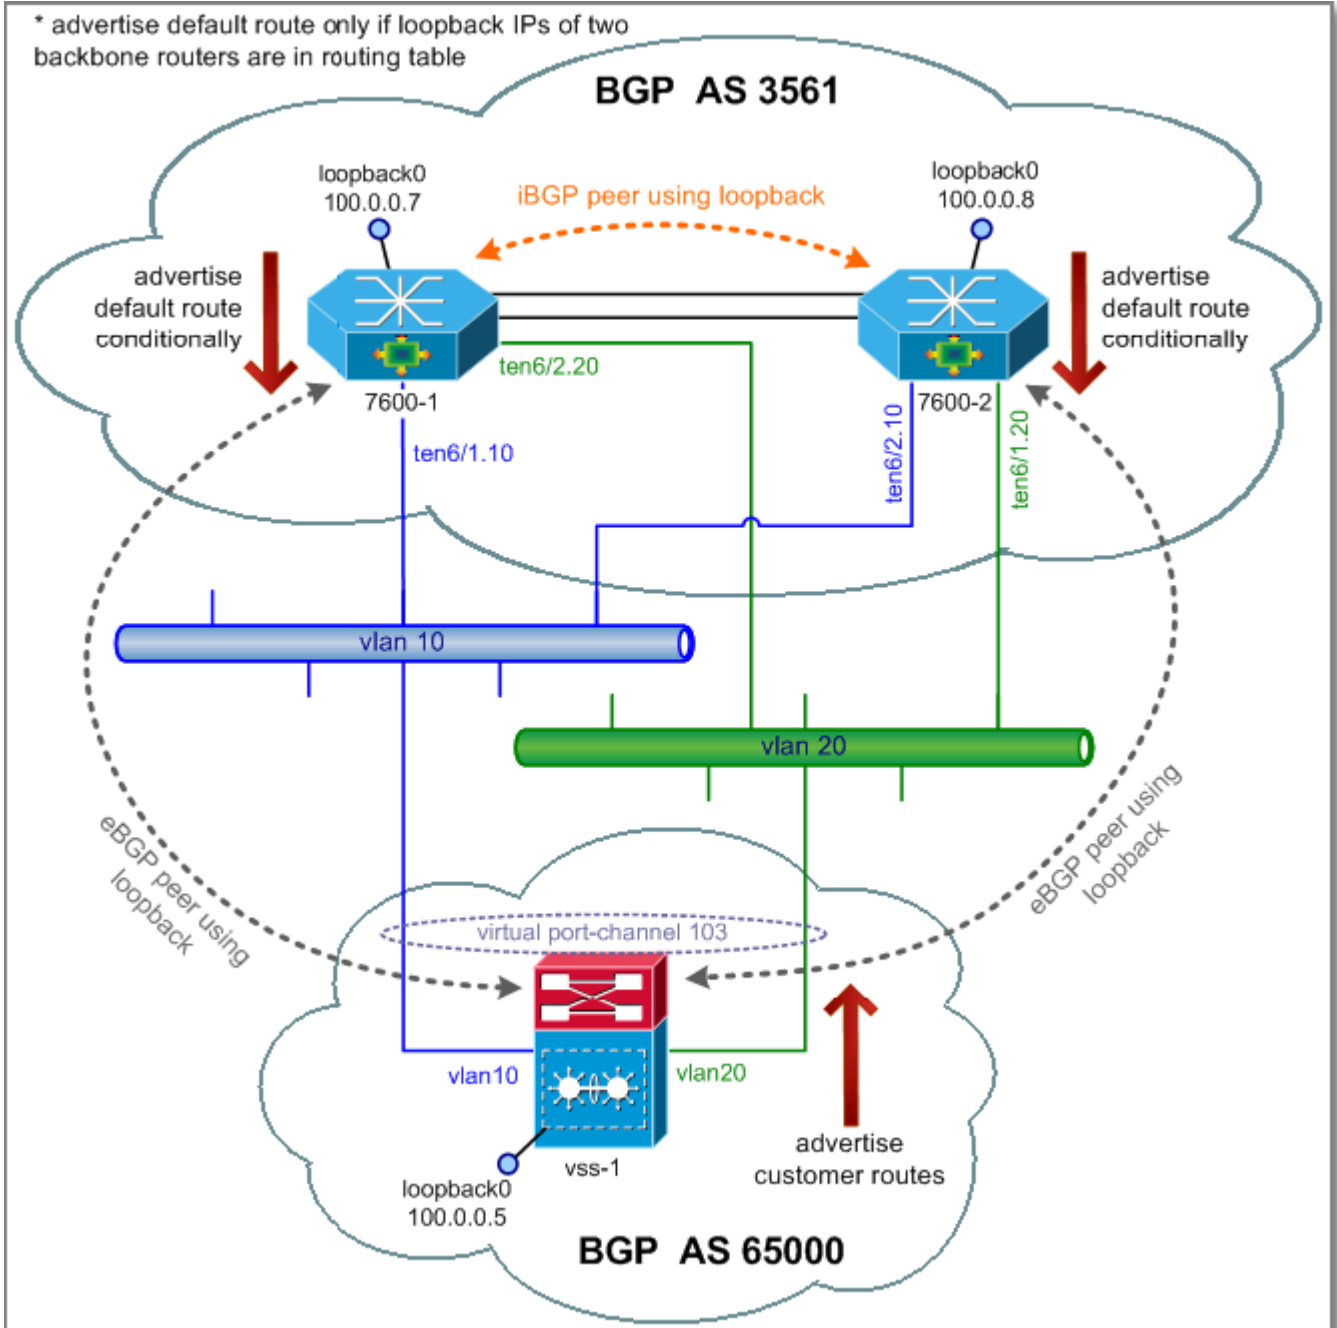 * advertise default route only if loopback IPs of two
backbone routers are in routing table
BGP AS 3561
loopback0
100.0.0.7
iBGP peer using loopback
loopback0
100.0.0.8
advertise
default route
conditionally
advertise
default route
conditionally
7600-1
ten6/2.20
7600-2
ten6/1.10
ten6/2.10
ten6/1.20
vlan 10
vlan 20
eBGP peer using
loopback
eBGP peer using
loopback
virtual port-channel 103
vlan10
vlan20
vss-1
advertise
customer routes
loopback0
100.0.0.5
BGP AS 65000